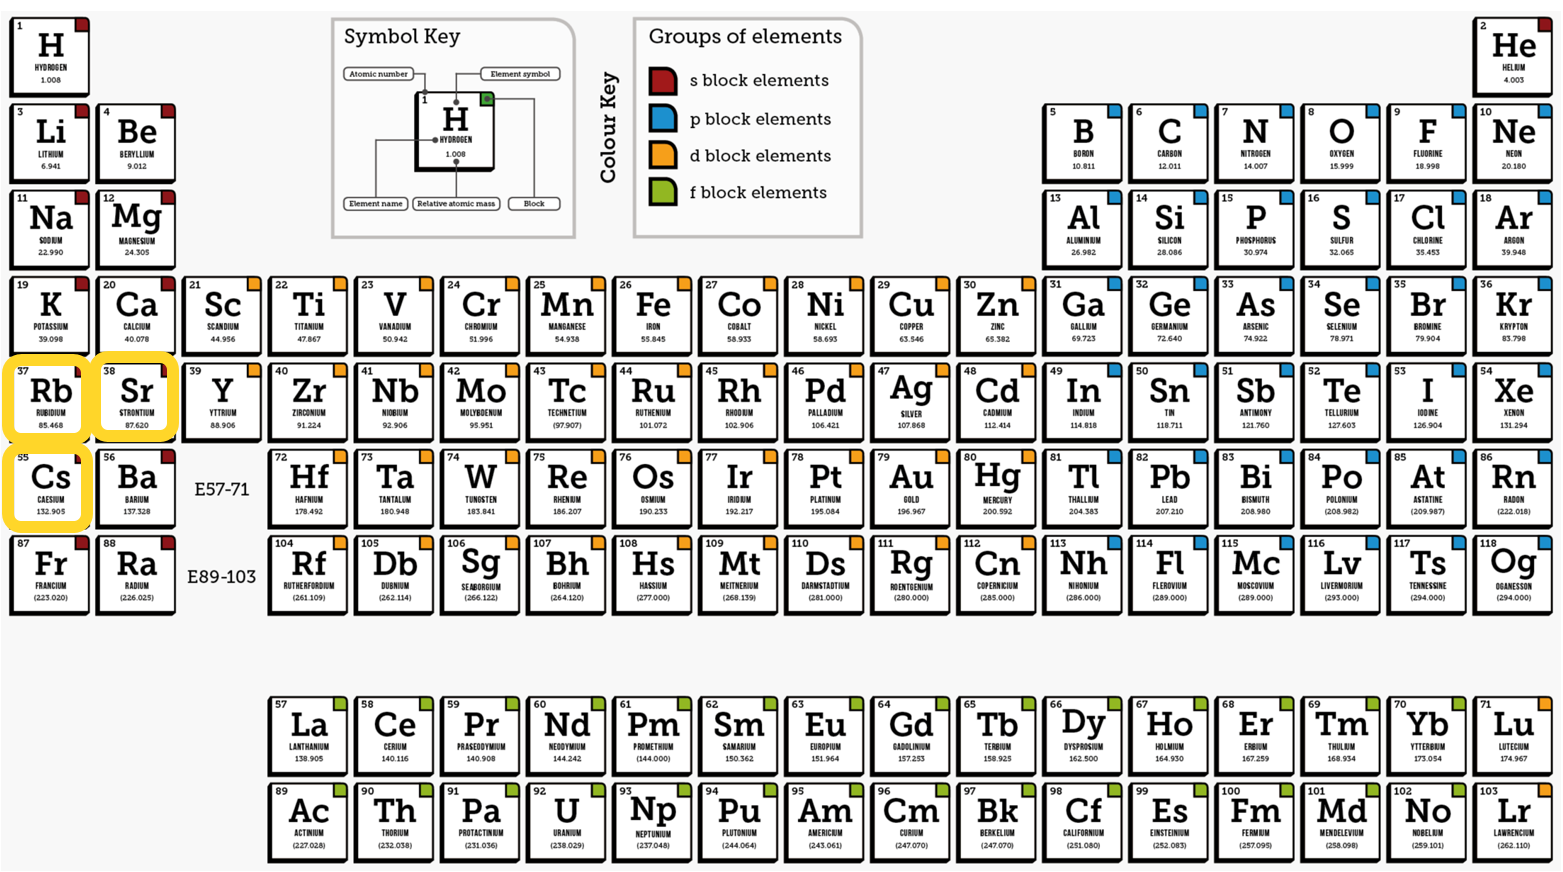 1
H
HYDROGEN
1.008
Symbol Key
Atomic number
Element symbol
1
H
HYDROGEN
1.008
Element name
Relative atomic mass
Block
Colour Key
Groups of elements
s block elements
p block elements
d block elements
f block elements
2
He
HELIUM
4.003
3 4 5 6 7 8 9 10
Li Be B C N O F Ne
LITHIUM BERYLLIUM BORON CARBON NITROGEN OXYGEN FLUORINE NEON
6.941 9.012 10.811 12.011 14.007 15.999 18.998 20.180
11 12 13 14 15 16 17 18
Na Mg Al Si P S Cl Ar
SODIUM MAGNESIUM ALUMINIUM SILICON PHOSPHORUS SULFUR CHLORINE ARGON
22.990 24.305 26.982 28.086 30.974 32.065 35.453 39.948
19 20 21 22 23 24 25 26 27 28 29 30 31 32 33 34 35 36
K Ca Sc Ti V Cr Mn Fe Co Ni Cu Zn Ga Ge As Se Br Kr
POTASSIUM CALCIUM SCANDIUM TITANIUM VANADIUM CHROMIUM MANGANESE IRON COBALT NICKEL COPPER ZINC GALLIUM GERMANIUM ARSENIC SELENIUM BROMINE KRYPTON
39.098 40.078 44.956 47.867 50.942 51.996 54.938 55.845 58.933 58.693 63.546 65.382 69.723 72.640 74.922 78.971 79.904 83.798
37 38 39 40 41 42 43 44 45 46 47 48 49 50 51 52 53 54
Rb Sr Y Zr Nb Mo Tc Ru Rh Pd Ag Cd In Sn Sb Te I Xe
RUBIDIUM STRONTIUM YTTRIUM ZIRCONIUM NIOBIUM MOLYBDENUM TECHNETIUM RUTHENIUM RHODIUM PALLADIUM SILVER CADMIUM INDIUM TIN ANTIMONY TELLURIUM IODINE XENON
85.468 87.620 88.906 91.224 92.906 95.951 (97.907) 101.072 102.906 106.421 107.868 112.414 114.818 118.711 121.760 127.603 126.904 131.294
55 56 E57-71 72 73 74 75 76 77 78 79 80 81 82 83 84 85 86
Cs Ba Hf Ta W Re Os Ir Pt Au Hg Tl Pb Bi Po At Rn
CAESIUM BARIUM HAFNIUM TANTALUM TUNGSTEN RHENIUM OSMIUM IRIDIUM PLATINUM GOLD MERCURY THALLIUM LEAD BISMUTH POLONIUM ASTATINE RADON
132.905 137.328 178.492 180.948 183.841 186.207 190.233 192.217 195.084 196.967 200.592 204.383 207.210 208.980 (208.982) (209.987) (222.018)
87 88 E89-103 104 105 106 107 108 109 110 111 112 113 114 115 116 117 118
Fr Ra Rf Db Sg Bh Hs Mt Ds Rg Cn Nh Fl Mc Lv Ts Og
FRANCIUM RADIUM RUTHERFORDIUM DUBNIUM SEABORGIUM BOHRIUM HASSIUM MEITNERIUM DARMSTADTIUM ROENTGENIUM COPERNICIUM NIHONIUM FLEROVIUM MOSCOVIUM LIVERMORIUM TENNESSINE OGANESSON
(223.020) (226.025) (261.109) (262.114) (266.122) (264.120) (277.000) (268.139) (281.000) (280.000) (285.000) (286.000) (289.000) (289.000) (293.000) (294.000) (294.000)
57 58 59 60 61 62 63 64 65 66 67 68 69 70 71
La Ce Pr Nd Pm Sm Eu Gd Tb Dy Ho Er Tm Yb Lu
LANTHANIUM CERIUM PRASEODYMIUM NEODYMIUM PROMETHIUM SAMARIUM EUROPIUM GADOLINIUM TERBIUM DYSPROSIUM HOLMIUM ERBIUM THULIUM YTTERBIUM LUTECIUM
138.905 140.116 140.908 144.242 (144.000) 150.362 151.964 157.253 158.925 162.500 164.930 167.259 168.934 173.054 174.967
89 90 91 92 93 94 95 96 97 98 99 100 101 102 103
Ac Th Pa U Np Pu Am Cm Bk Cf Es Fm Md No Lr
ACTINIUM THORIUM PROTACTINIUM URANIUM NEPTUNIUM PLUTONIUM AMERICIUM CURIUM BERKELIUM CALIFORNIUM EINSTEINIUM FERMIUM MENDELEVIUM NOBELIUM LAWRENCIUM
(227.028) (232.038) (231.036) (238.029) (237.048) (244.064) (243.061) (247.070) (247.070) (251.080) (252.083) (257.095) (258.098) (259.101) (262.110)